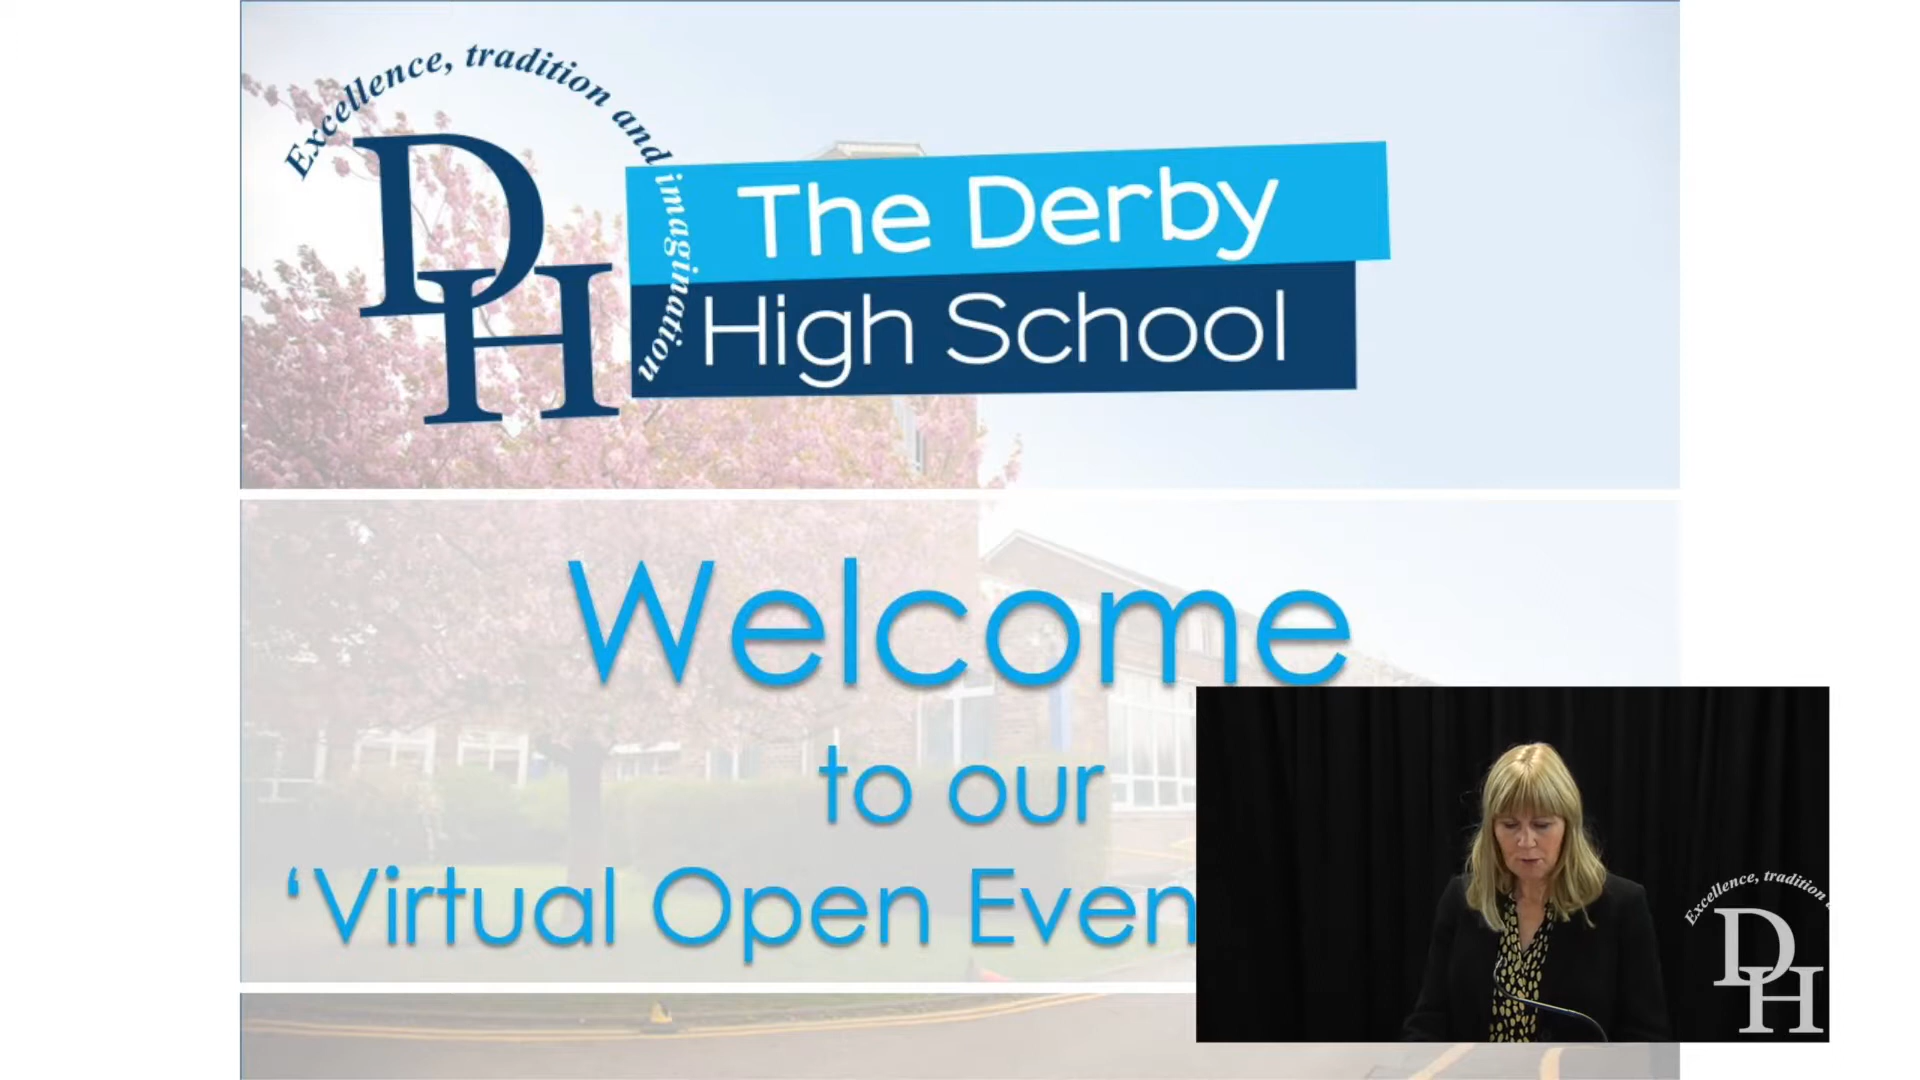 Excellence, tradition and imagination
DH
The Derby
High School
Welcome
to our
‘Virtual Open Even
Excellence, tradition
DH